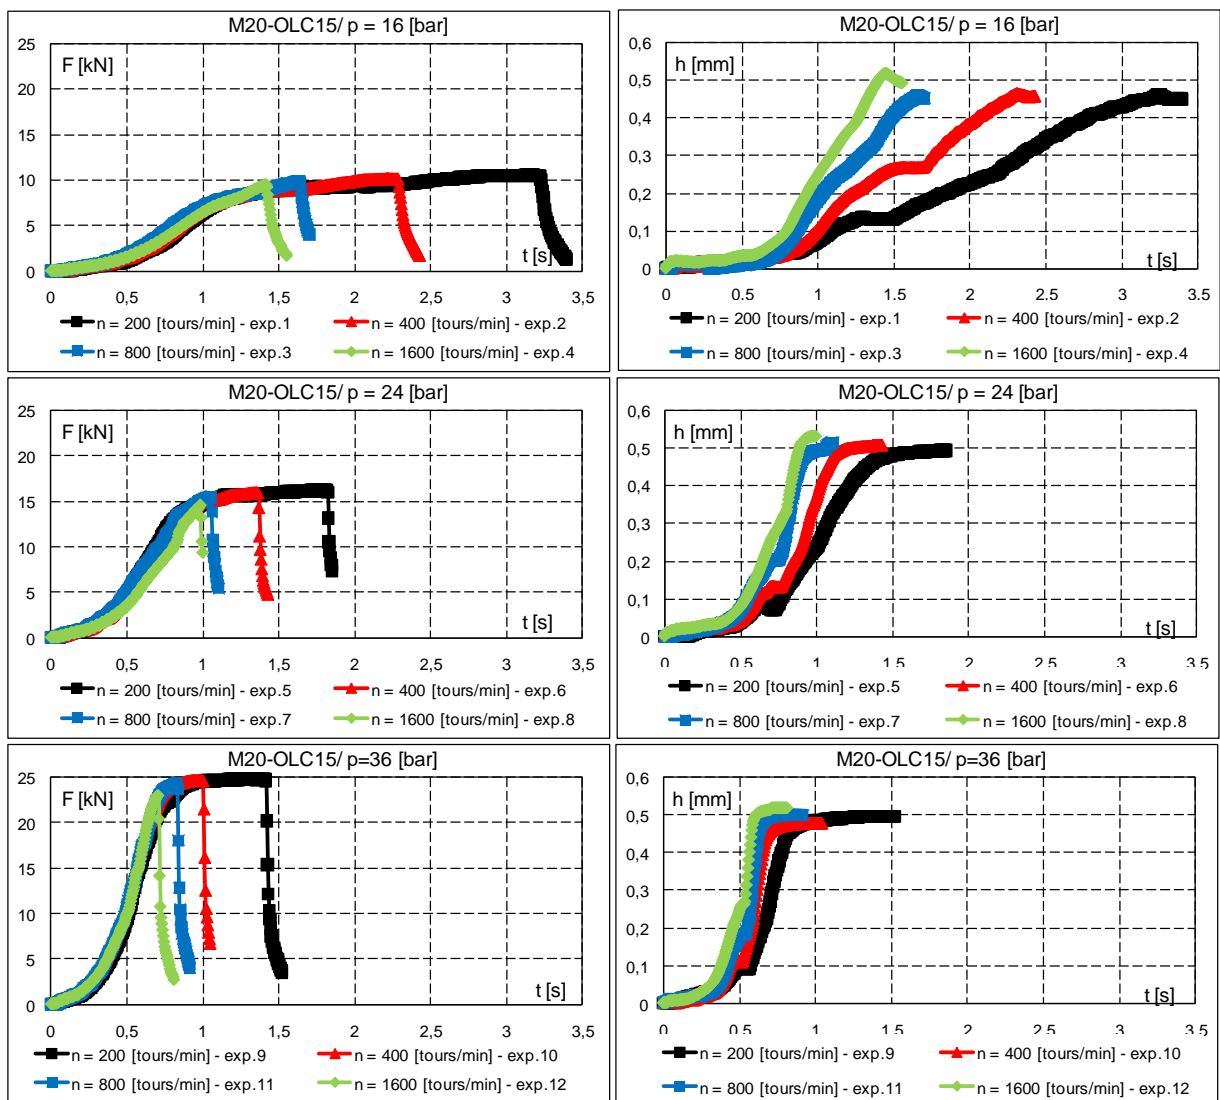 M20-OLC15/ p = 16 [bar]
F [kN]
25
20
15
10
5
0
t [s]
0 0,5 1 1,5 2 2,5 3 3,5
n = 200 [tours/min] - exp.1 n = 400 [tours/min] - exp.2
n = 800 [tours/min] - exp.3 n = 1600 [tours/min] - exp.4
M20-OLC15/ p = 16 [bar]
h [mm]
0,6
0,5
0,4
0,3
0,2
0,1
0
t [s]
0 0.5 1 1.5 2 2.5 3 3.5
n = 200 [tours/min] - exp.1 n = 400 [tours/min] - exp.2
n = 800 [tours/min] - exp.3 n = 1600 [tours/min] - exp.4
M20-OLC15/ p = 24 [bar]
F [kN]
25
20
15
10
5
0
t [s]
0 0,5 1 1,5 2 2,5 3 3,5
n = 200 [tours/min] - exp.5 n = 400 [tours/min] - exp.6
n = 800 [tours/min] - exp.7 n = 1600 [tours/min] - exp.8
M20-OLC15/ p = 24 [bar]
h [mm]
0,6
0,5
0,4
0,3
0,2
0,1
0
t [s]
0 0.5 1 1.5 2 2.5 3 3.5
n = 200 [tours/min] - exp.5 n = 400 [tours/min] - exp.6
n = 800 [tours/min] - exp.7 n = 1600 [tours/min] - exp.8
M20-OLC15/ p=36 [bar]
F [kN]
25
20
15
10
5
0
t [s]
0 0,5 1 1,5 2 2,5 3 3,5
n = 200 [tours/min] - exp.9 n = 400 [tours/min] - exp.10
n = 800 [tours/min] - exp.11 n = 1600 [tours/min] - exp.12
M20-OLC15/ p=36 [bar]
h [mm]
0,6
0,5
0,4
0,3
0,2
0,1
0
t [s]
0 0.5 1 1.5 2 2.5 3 3.5
n = 200 [tours/min] - exp.9 n = 400 [tours/min] - exp.10
n = 800 [tours/min] - exp.11 n = 1600 [tours/min] - exp.12